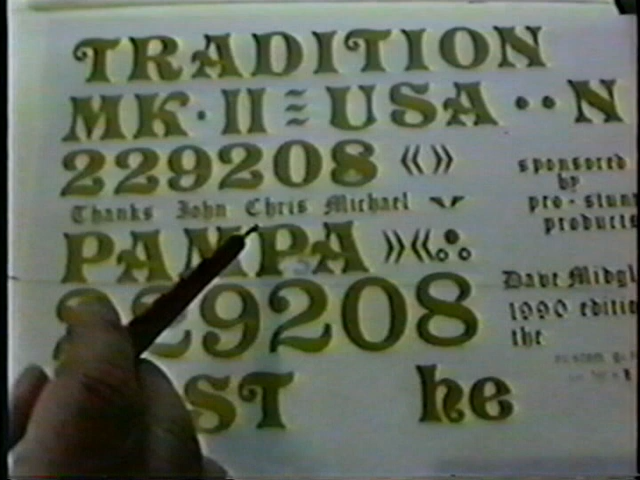 TRADITION
MK·II USA ··N
229208 «»
Thanks John Chris Michael
PAMPA »«
229208
ST he
sponsored
by
pro-stun
products
Dave Midgl
1990 editio
the